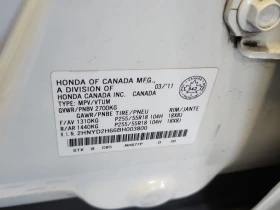 HONDA OF CANADA MFG., 03/'11
A DIVISION OF
HONDA CANADA INC. CANADA
TYPE: MPV/VTUM
GVWR/PNBV 2700KG
GAWR/PNBE TIRE/PNEU RIM/JANTE
F/AV 1310KG P255/55R18 104H 18X8J
R/AR 1440KG P255/55R18 104H 18X8J
V.I.N. 2HNYD2H66BH003800